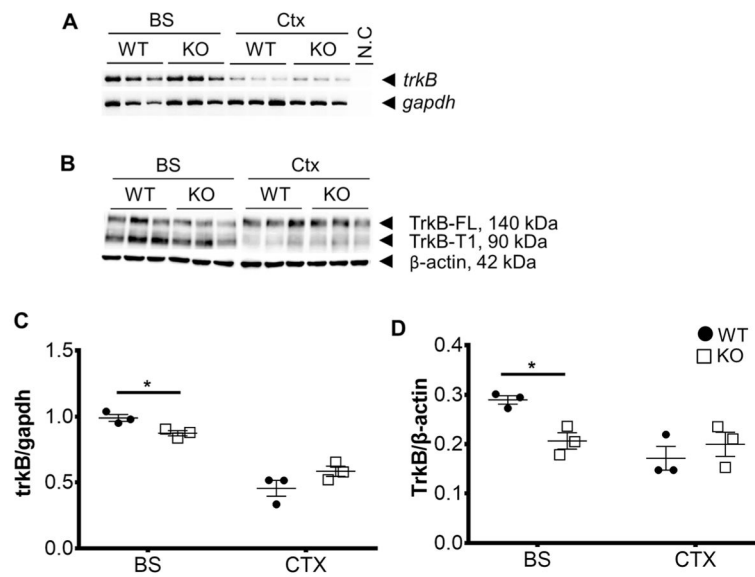 A
BS Ctx
WT KO WT KO N.C
trkB
gapdh
B
BS Ctx
WT KO WT KO
TrkB-FL, 140 kDa
TrkB-T1, 90 kDa
β-actin, 42 kDa
C
trkB/gapdh
1.5
1.0
0.5
0.0
*
BS CTX
D
TrkB/β-actin
0.4
0.3
0.2
0.1
0.0
*
WT
KO
BS CTX